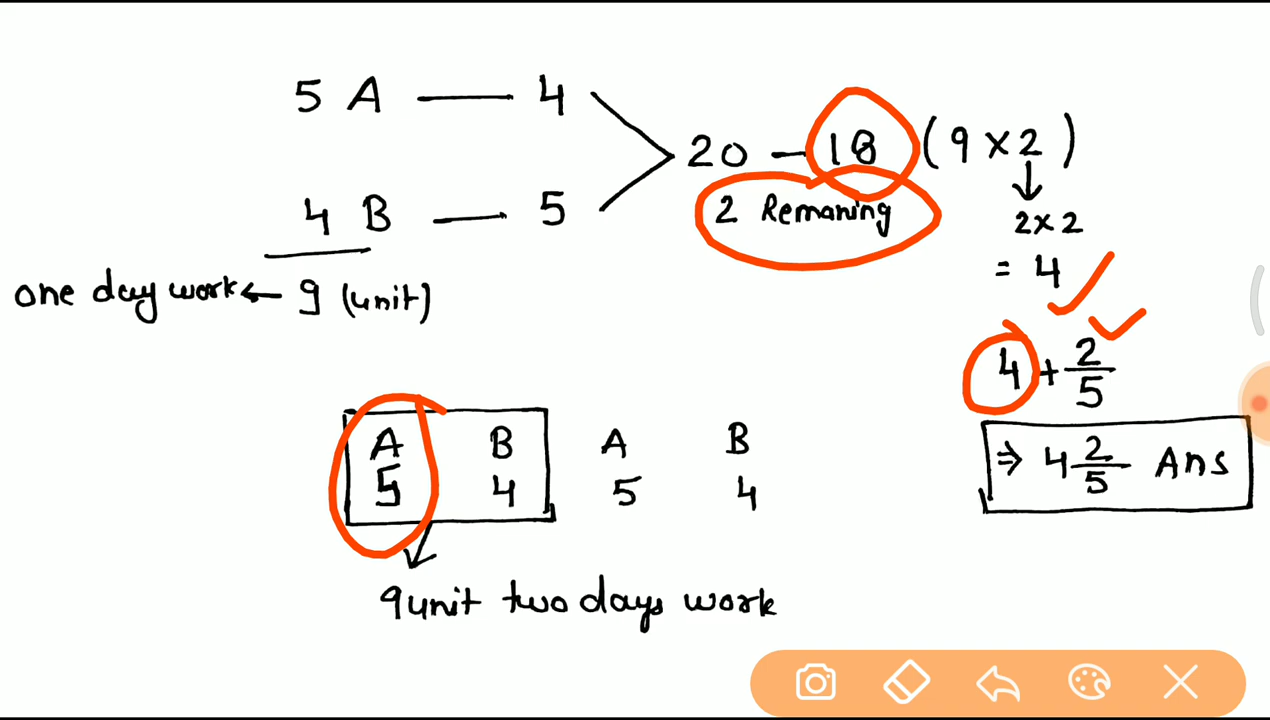 5 A — 4
20 — 18 (9 × 2)
2 Remaning
4 B — 5
2×2
= 4
one day work ← 9 (unit)
4 + 2/5
A B A B
5 4 5 4
⇒ 4 2/5 Ans
9 unit two days work